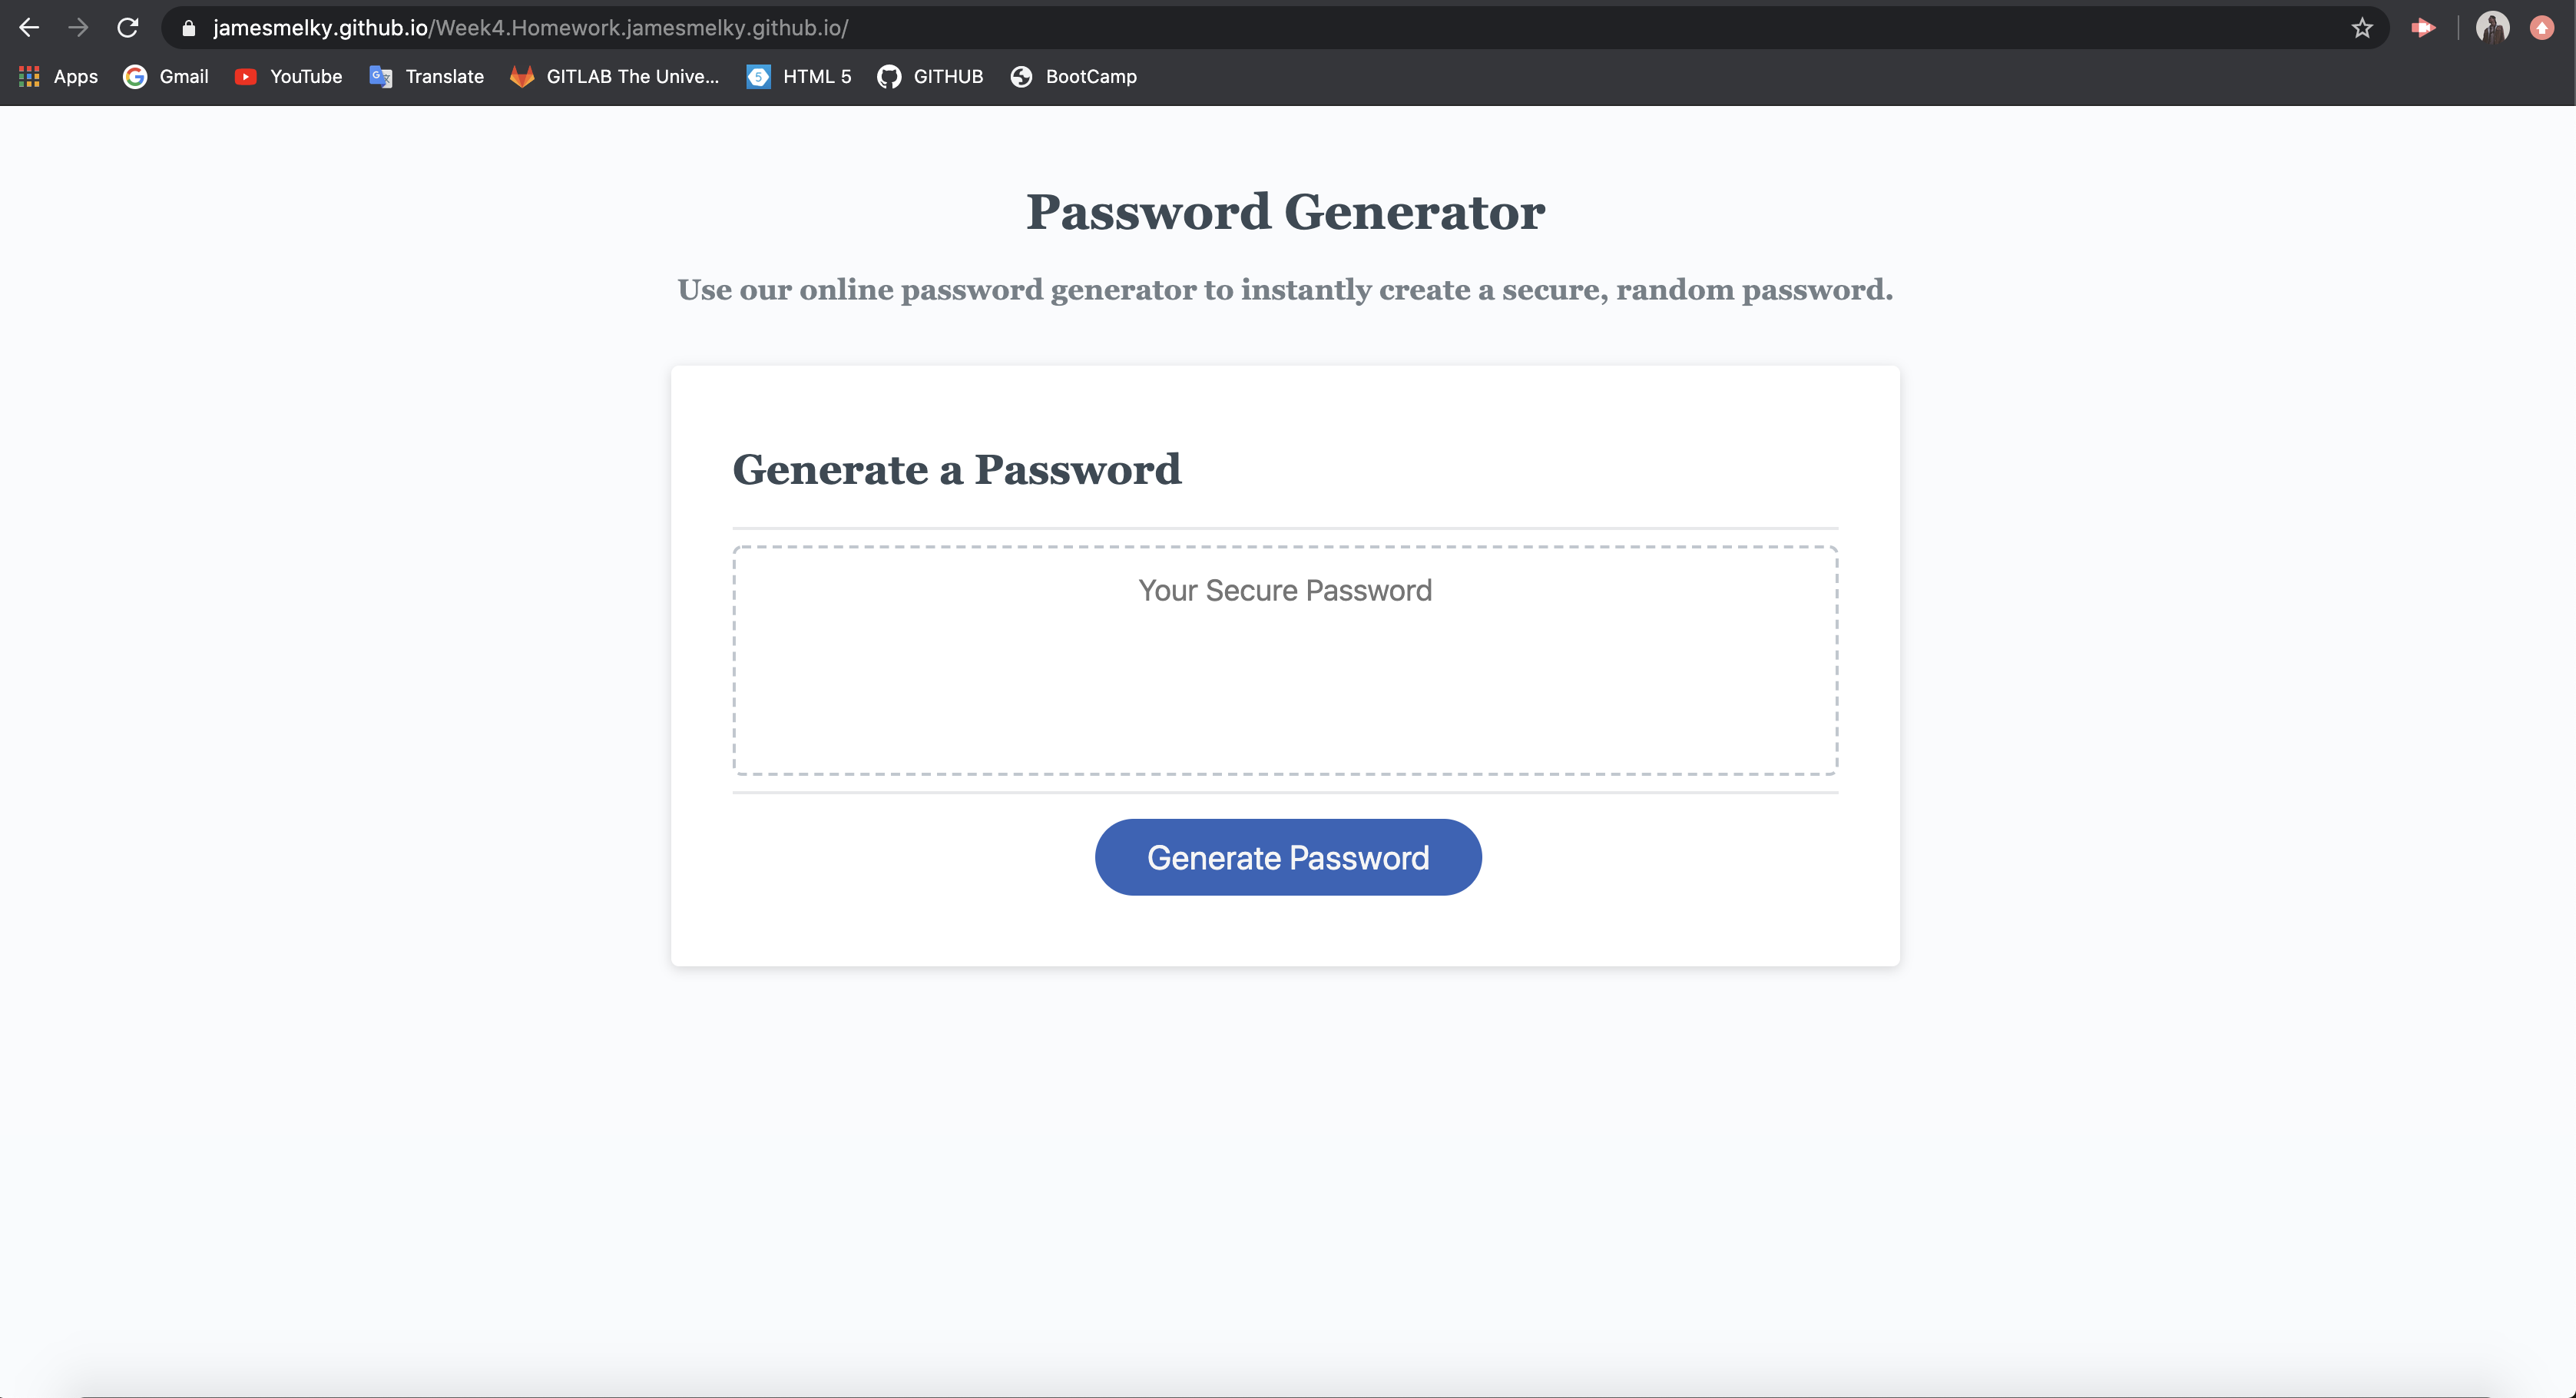 jamesmelky.github.io/Week4.Homework.jamesmelky.github.io/
Apps Gmail YouTube Translate GITLAB The Unive... HTML 5 GITHUB BootCamp
Password Generator
Use our online password generator to instantly create a secure, random password.
Generate a Password
Your Secure Password
Generate Password